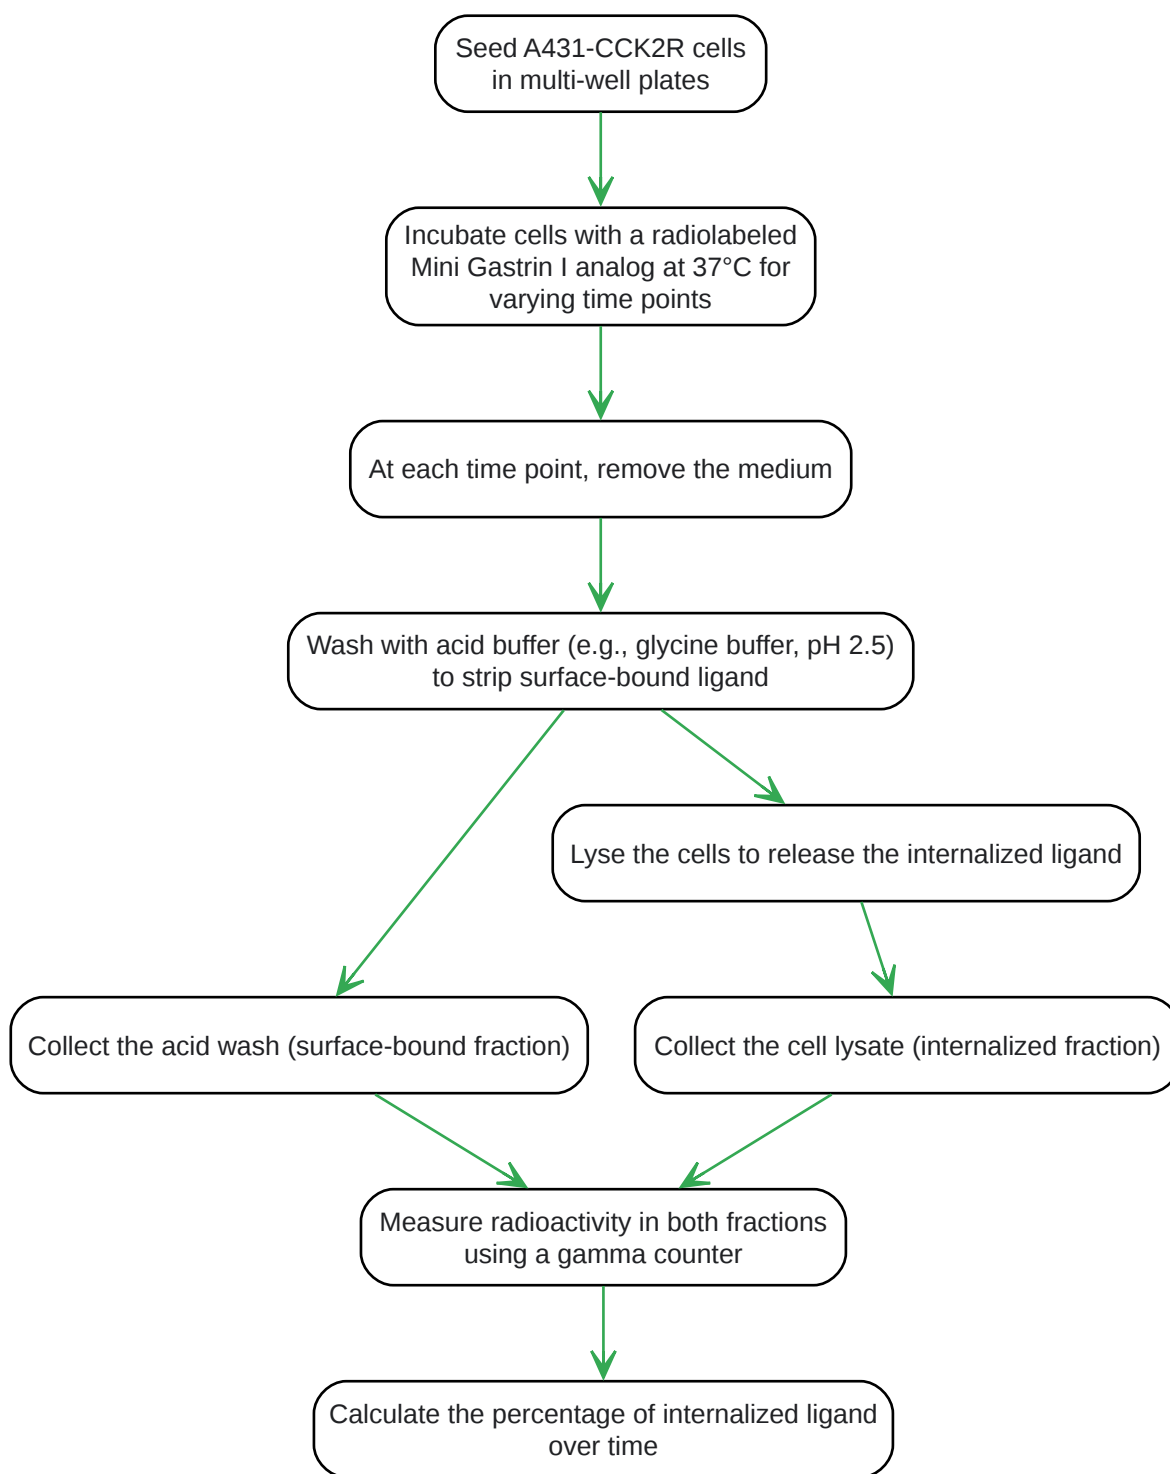 Seed A431-CCK2R cells
in multi-well plates
Incubate cells with a radiolabeled
Mini Gastrin I analog at 37°C for
varying time points
At each time point, remove the medium
Wash with acid buffer (e.g., glycine buffer, pH 2.5)
to strip surface-bound ligand
Lyse the cells to release the internalized ligand
Collect the acid wash (surface-bound fraction)
Collect the cell lysate (internalized fraction)
Measure radioactivity in both fractions
using a gamma counter
Calculate the percentage of internalized ligand
over time